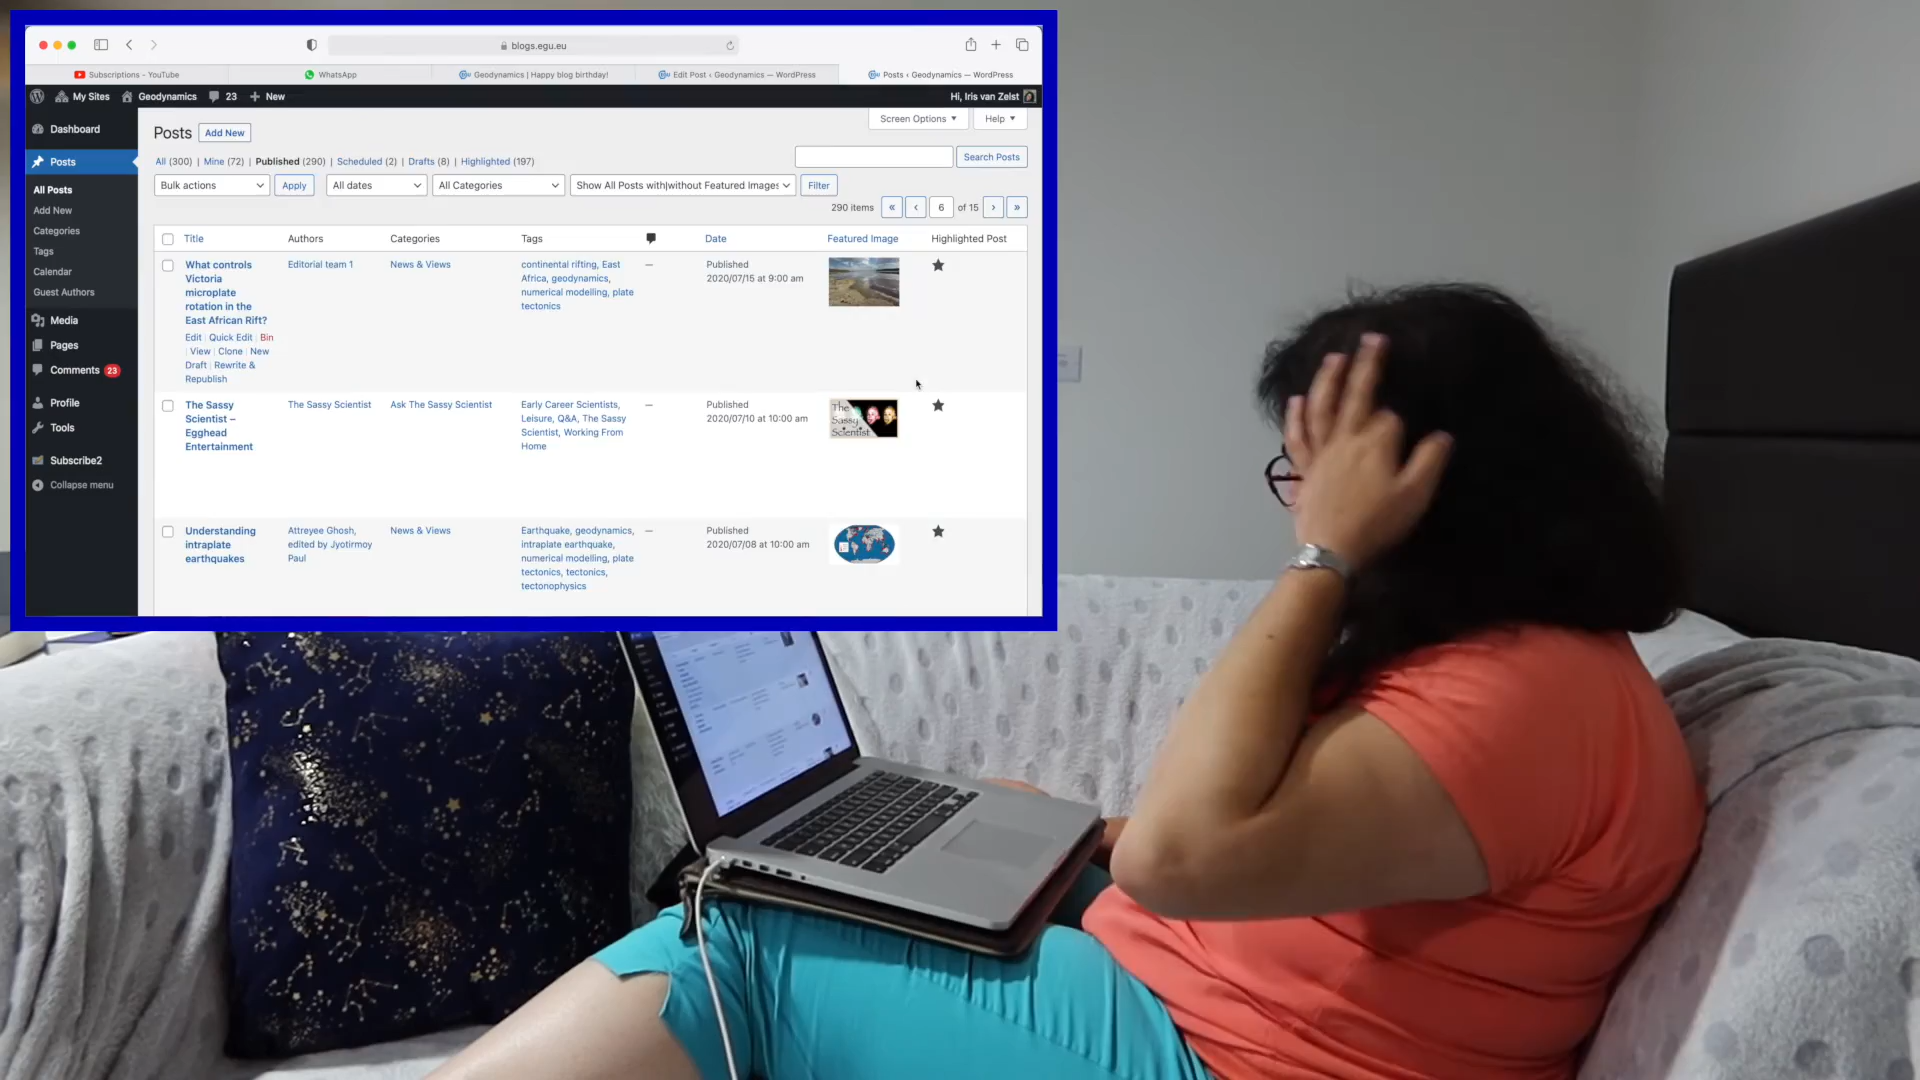 blogs.egu.eu
Subscriptions - YouTube
WhatsApp
Geodynamics | Happy blog birthday!
Edit Post ‹ Geodynamics — WordPress
Posts ‹ Geodynamics — WordPress
My Sites
Geodynamics
23
New
Hi, Iris van Zelst
Dashboard
Posts
All Posts
Add New
Categories
Tags
Calendar
Guest Authors
Media
Pages
Comments 23
Profile
Tools
Subscribe2
Collapse menu
Posts Add New
Screen Options
Help
All (300) | Mine (72) | Published (290) | Scheduled (2) | Drafts (8) | Highlighted (197)
Search Posts
Bulk actions
Apply
All dates
All Categories
Show All Posts with|without Featured Images
Filter
290 items « ‹ 6 of 15 › »
Title Authors Categories Tags Date Featured Image Highlighted Post
What controls
Victoria
microplate
rotation in the
East African Rift?
Edit | Quick Edit | Bin
| View | Clone | New
Draft | Rewrite &
Republish
Editorial team 1
News & Views
continental rifting, East
Africa, geodynamics,
numerical modelling, plate
tectonics
—
Published
2020/07/15 at 9:00 am
The Sassy
Scientist –
Egghead
Entertainment
The Sassy Scientist
Ask The Sassy Scientist
Early Career Scientists,
Leisure, Q&A, The Sassy
Scientist, Working From
Home
—
Published
2020/07/10 at 10:00 am
The
Sassy
Scientist
Understanding
intraplate
earthquakes
Attreyee Ghosh,
edited by Jyotirmoy
Paul
News & Views
Earthquake, geodynamics,
intraplate earthquake,
numerical modelling, plate
tectonics, tectonics,
tectonophysics
—
Published
2020/07/08 at 10:00 am